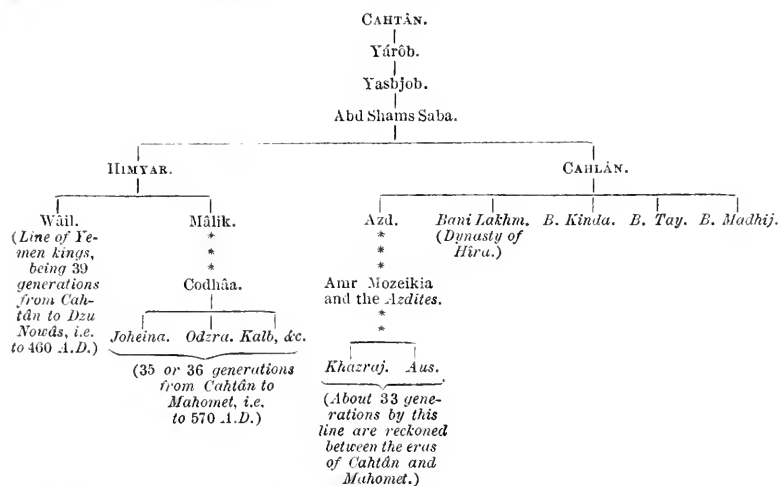 CAHTÂN.
Yárôb.
Yasbjob.
Abd Shams Saba.
HIMYAR. CAHLÂN.
Wâil. Mâlik. Azd. Bani Lakhm. B. Kinda. B. Tay. B. Madhij.
(Line of Ye-
men kings,
being 39
generations
from Cah-
tân to Dzu
Nowâs, i.e.
to 460 A.D.)
*
*
*
Codhâa.
Joheina. Odzra. Kalb, &c.
(35 or 36 generations
from Cahtân to
Mahomet, i.e.
to 570 A.D.)
*
*
*
Amr Mozeikia
and the Azdites.
*
*
Khazraj. Aus.
(About 33 gene-
rations by this
line are reckoned
between the eras
of Cahtân and
Mahomet.)
(Dynasty of
Hîra.)